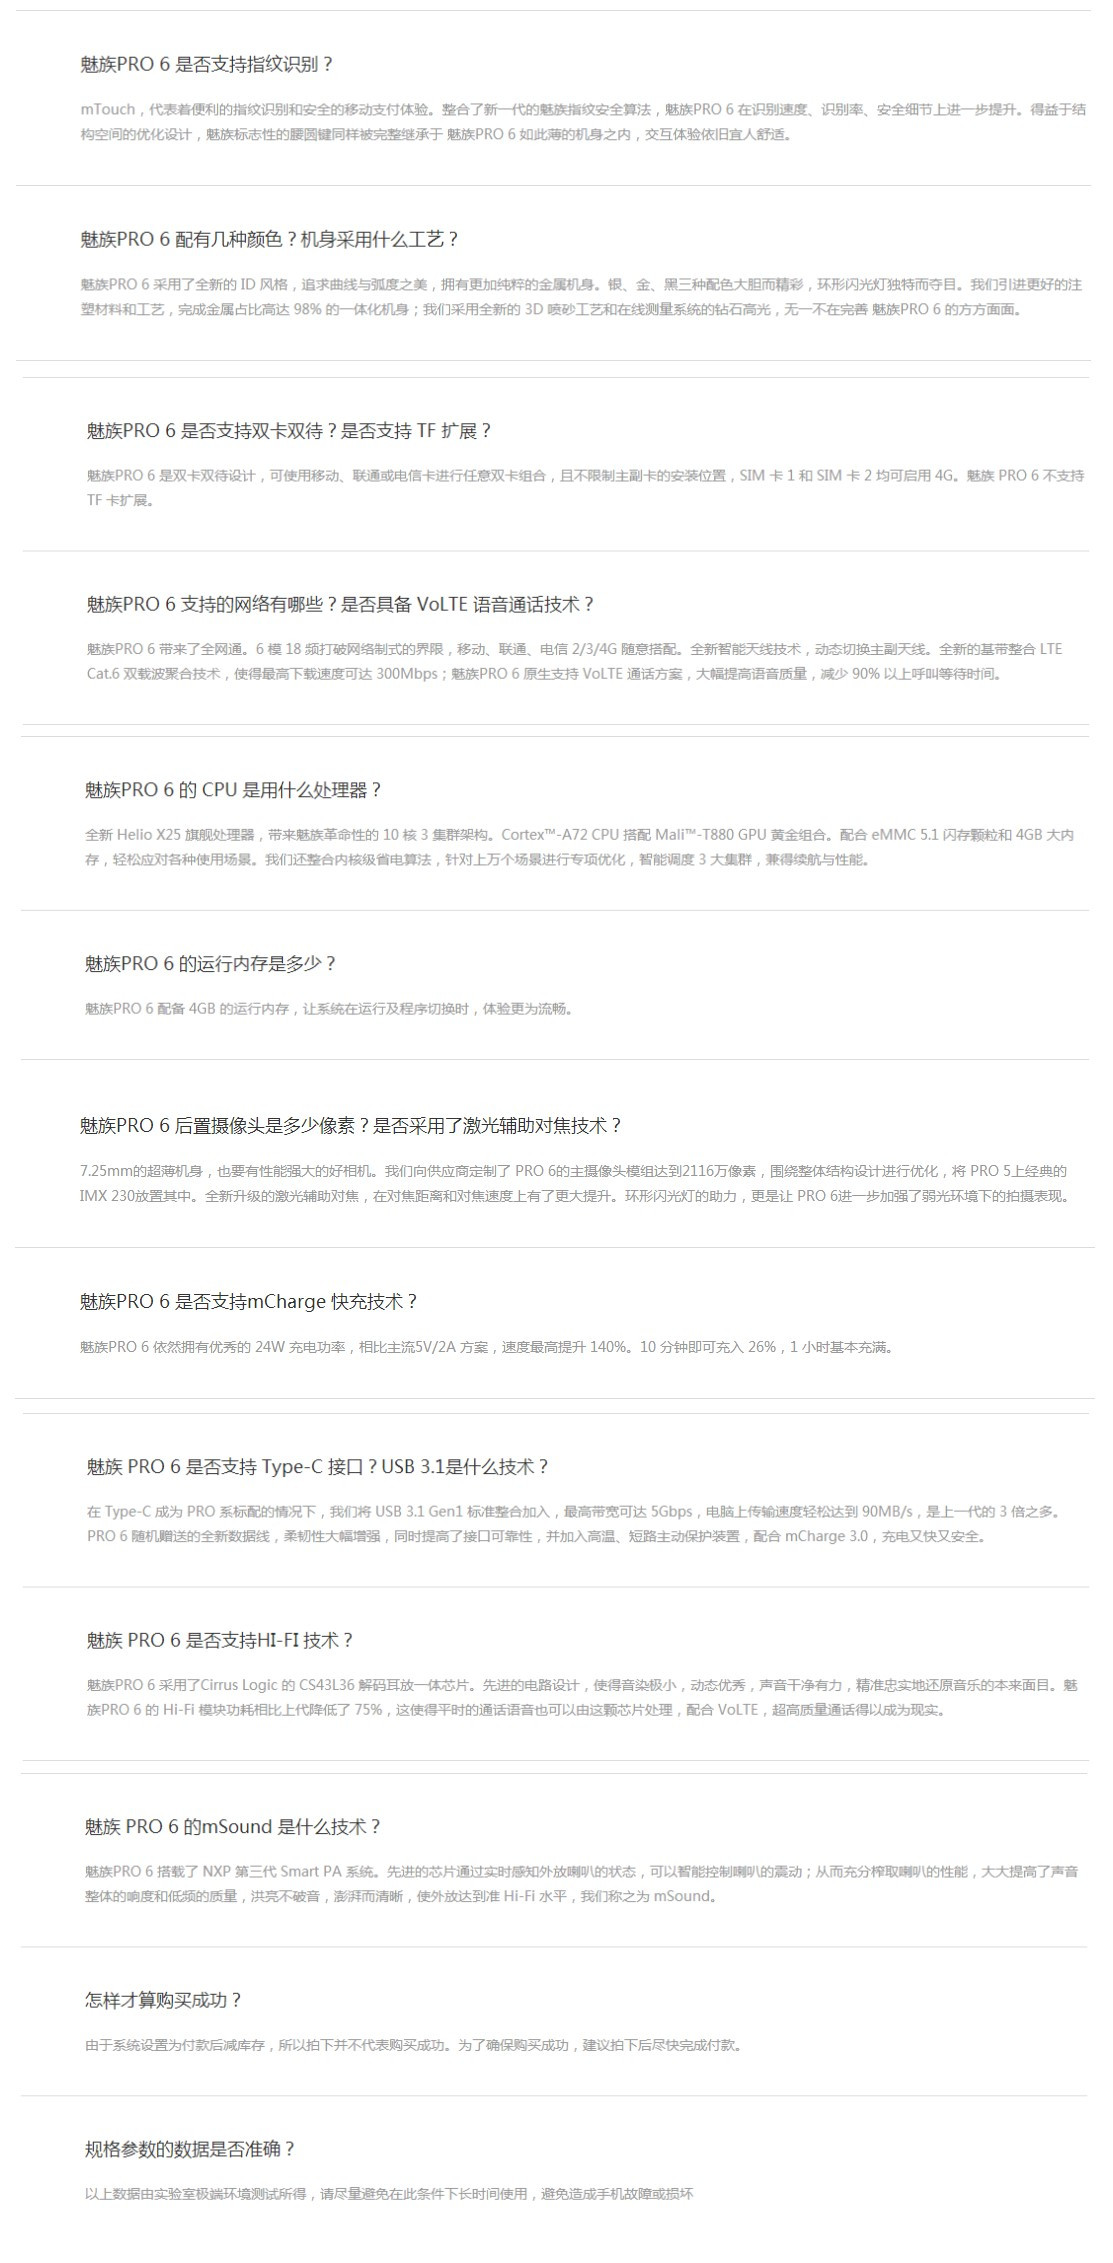 魅族PRO 6 是否支持指纹识别？
mTouch，代表着便利的指纹识别和安全的移动支付体验。整合了新一代的魅族指纹安全算法，魅族PRO 6 在识别速度、识别率、安全细节上进一步提升。得益于结
构空间的优化设计，魅族标志性的腰圆键同样被完整继承于 魅族PRO 6 如此薄的机身之内，交互体验依旧宜人舒适。
魅族PRO 6 配有几种颜色？机身采用什么工艺？
魅族PRO 6 采用了全新的 ID 风格，追求曲线与弧度之美，拥有更加纯粹的金属机身。银、金、黑三种配色大胆而精彩，环形闪光灯独特而夺目。我们引进更好的注
塑材料和工艺，完成金属占比高达 98% 的一体化机身；我们采用全新的 3D 喷砂工艺和在线测量系统的钻石高光，无一不在完善 魅族PRO 6 的方方面面。
魅族PRO 6 是否支持双卡双待？是否支持 TF 扩展？
魅族PRO 6 是双卡双待设计，可使用移动、联通或电信卡进行任意双卡组合，且不限制主副卡的安装位置，SIM 卡 1 和 SIM 卡 2 均可启用 4G。魅族 PRO 6 不支持
TF 卡扩展。
魅族PRO 6 支持的网络有哪些？是否具备 VoLTE 语音通话技术？
魅族PRO 6 带来了全网通。6 模 18 频打破网络制式的界限，移动、联通、电信 2/3/4G 随意搭配。全新智能天线技术，动态切换主副天线。全新的基带整合 LTE
Cat.6 双载波聚合技术，使得最高下载速度可达 300Mbps；魅族PRO 6 原生支持 VoLTE 通话方案，大幅提高语音质量，减少 90% 以上呼叫等待时间。
魅族PRO 6 的 CPU 是用什么处理器？
全新 Helio X25 旗舰处理器，带来魅族革命性的 10 核 3 集群架构。Cortex™-A72 CPU 搭配 Mali™-T880 GPU 黄金组合。配合 eMMC 5.1 闪存颗粒和 4GB 大内
存，轻松应对各种使用场景。我们还整合内核级省电算法，针对上万个场景进行专项优化，智能调度 3 大集群，兼得续航与性能。
魅族PRO 6 的运行内存是多少？
魅族PRO 6 配备 4GB 的运行内存，让系统在运行及程序切换时，体验更为流畅。
魅族PRO 6 后置摄像头是多少像素？是否采用了激光辅助对焦技术？
7.25mm的超薄机身，也要有性能强大的好相机。我们向供应商定制了 PRO 6的主摄像头模组达到2116万像素，围绕整体结构设计进行优化，将 PRO 5上经典的
IMX 230放置其中。全新升级的激光辅助对焦，在对焦距离和对焦速度上有了更大提升。环形闪光灯的助力，更是让 PRO 6进一步加强了弱光环境下的拍摄表现。
魅族PRO 6 是否支持mCharge 快充技术？
魅族PRO 6 依然拥有优秀的 24W 充电功率，相比主流5V/2A 方案，速度最高提升 140%。10 分钟即可充入 26%，1 小时基本充满。
魅族 PRO 6 是否支持 Type-C 接口？USB 3.1是什么技术？
在 Type-C 成为 PRO 系标配的情况下，我们将 USB 3.1 Gen1 标准整合加入，最高带宽可达 5Gbps，电脑上传输速度轻松达到 90MB/s，是上一代的 3 倍之多。
PRO 6 随机赠送的全新数据线，柔韧性大幅增强，同时提高了接口可靠性，并加入高温、短路主动保护装置，配合 mCharge 3.0，充电又快又安全。
魅族 PRO 6 是否支持HI-FI 技术？
魅族PRO 6 采用了Cirrus Logic 的 CS43L36 解码耳放一体芯片。先进的电路设计，使得音染极小，动态优秀，声音干净有力，精准忠实地还原音乐的本来面目。魅
族PRO 6 的 Hi-Fi 模块功耗相比上代降低了 75%，这使得平时的通话语音也可以由这颗芯片处理，配合 VoLTE，超高质量通话得以成为现实。
魅族 PRO 6 的mSound 是什么技术？
魅族PRO 6 搭载了 NXP 第三代 Smart PA 系统。先进的芯片通过实时感知外放喇叭的状态，可以智能控制喇叭的震动；从而充分榨取喇叭的性能，大大提高了声音
整体的响度和低频的质量，洪亮不破音，澎湃而清晰，使外放达到准 Hi-Fi 水平，我们称之为 mSound。
怎样才算购买成功？
由于系统设置为付款后减库存，所以拍下并不代表购买成功。为了确保购买成功，建议拍下后尽快完成付款。
规格参数的数据是否准确？
以上数据由实验室极端环境测试所得，请尽量避免在此条件下长时间使用，避免造成手机故障或损坏